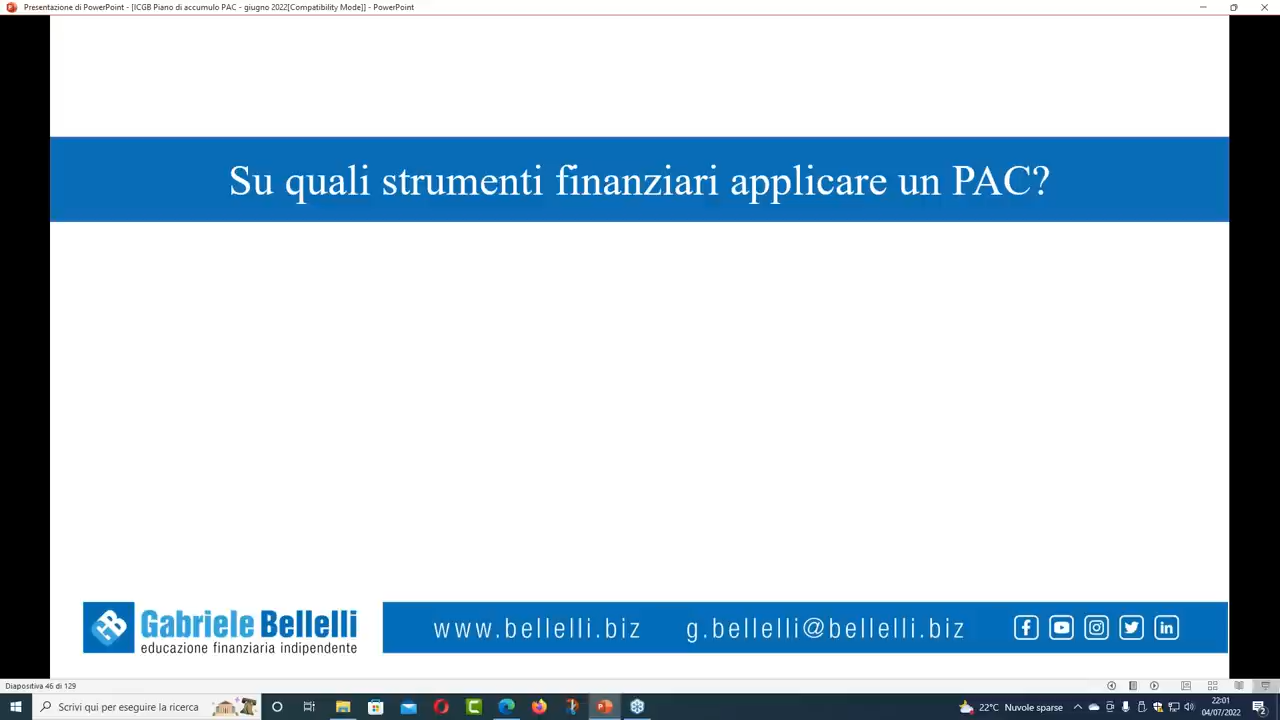 Presentazione di PowerPoint - [ICGB Piano di accumulo PAC - giugno 2022[Compatibility Mode]] - PowerPoint
Su quali strumenti finanziari applicare un PAC?
Gabriele Bellelli
educazione finanziaria indipendente
www.bellelli.biz g.bellelli@bellelli.biz
Diapositiva 46 di 129
Scrivi qui per eseguire la ricerca
22°C Nuvole sparse
22:01
04/07/2022
2